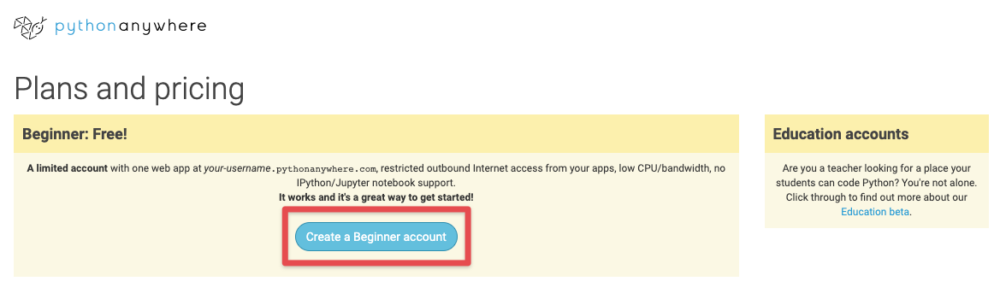 pythonanywhere
Plans and pricing
Beginner: Free!
A limited account with one web app at your-username.pythonanywhere.com, restricted outbound Internet access from your apps, low CPU/bandwidth, no
IPython/Jupyter notebook support.
It works and it's a great way to get started!
Create a Beginner account
Education accounts
Are you a teacher looking for a place your
students can code Python? You're not alone.
Click through to find out more about our
Education beta.